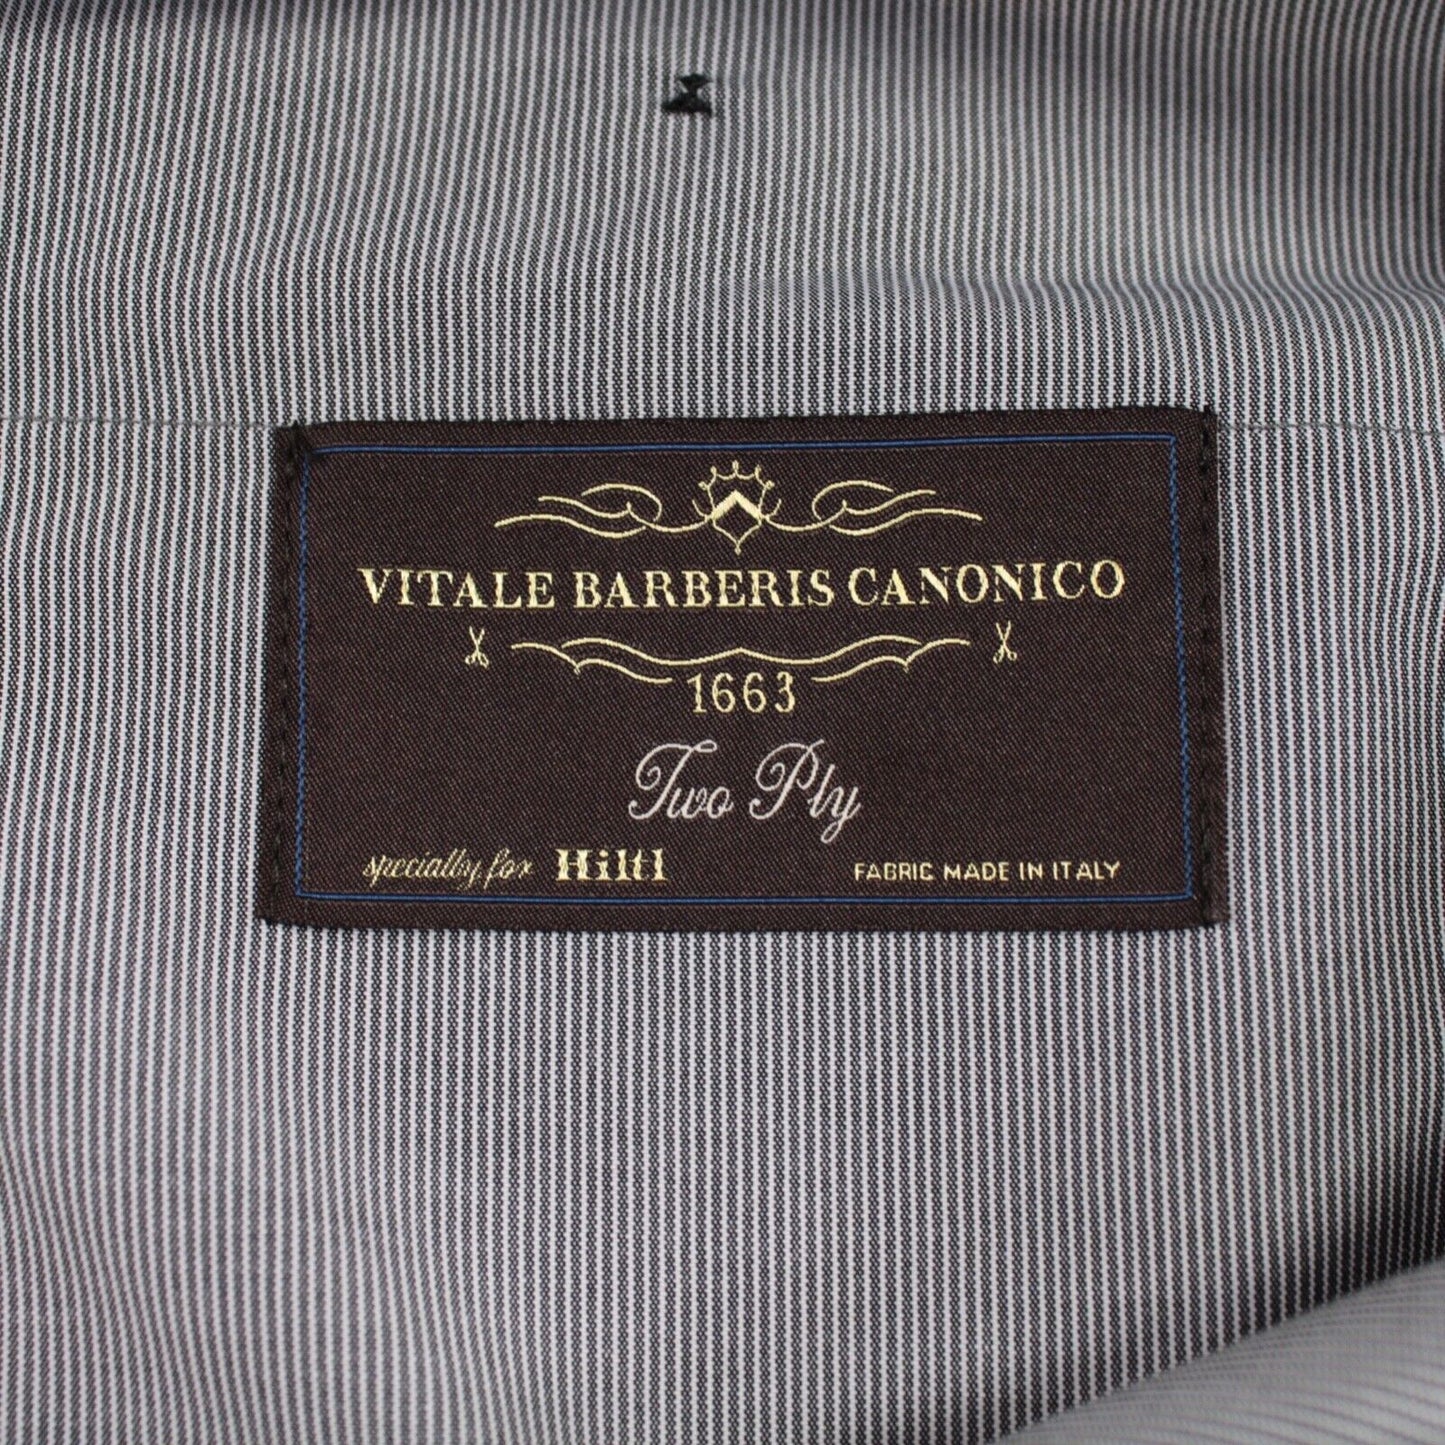 VITALE BARBERIS CANONICO
1663
Two Ply
specially for Hiltl
FABRIC MADE IN ITALY